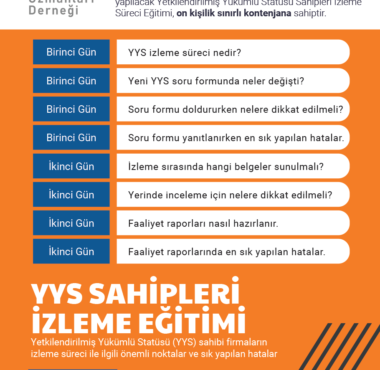 Uzmanları
Derneği
yapılacak Yetkilendirilmiş Yükümlü Statüsü Sahipleri İzleme
Süreci Eğitimi, on kişilik sınırlı kontenjana sahiptir.
Birinci Gün YYS izleme süreci nedir?
Birinci Gün Yeni YYS soru formunda neler değişti?
Birinci Gün Soru formu doldururken nelere dikkat edilmeli?
Birinci Gün Soru formu yanıtlanırken en sık yapılan hatalar.
İkinci Gün İzleme sırasında hangi belgeler sunulmalı?
İkinci Gün Yerinde inceleme için nelere dikkat edilmeli?
İkinci Gün Faaliyet raporları nasıl hazırlanır.
İkinci Gün Faaliyet raporlarında en sık yapılan hatalar.
YYS SAHİPLERİ
İZLEME EĞİTİMİ
Yetkilendirilmiş Yükümlü Statüsü (YYS) sahibi firmaların
izleme süreci ile ilgili önemli noktalar ve sık yapılan hatalar